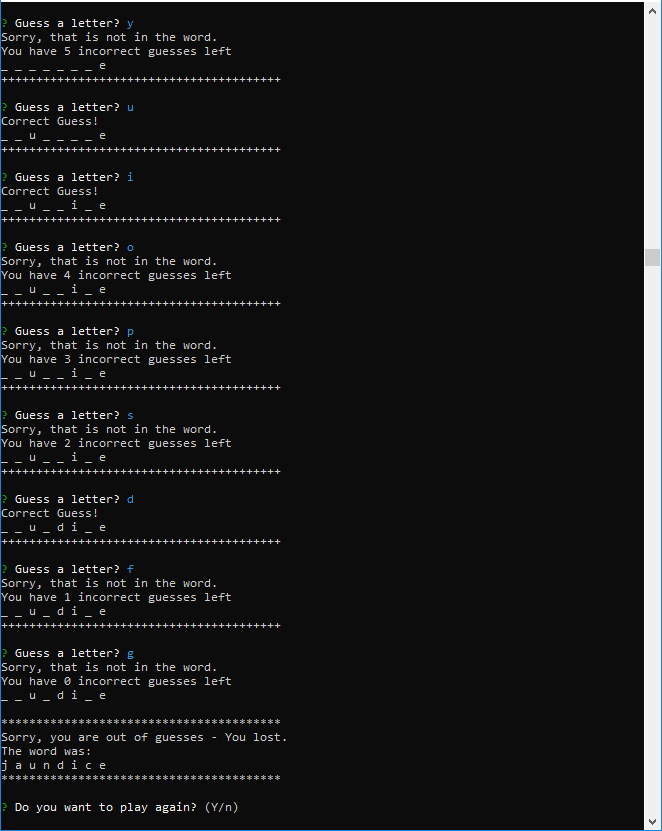 ? Guess a letter? y
Sorry, that is not in the word.
You have 5 incorrect guesses left
_ _ _ _ _ _ _ e
++++++++++++++++++++++++++++++++++++++++
? Guess a letter? u
Correct Guess!
_ _ u _ _ _ _ e
++++++++++++++++++++++++++++++++++++++++
? Guess a letter? i
Correct Guess!
_ _ u _ _ i _ e
++++++++++++++++++++++++++++++++++++++++
? Guess a letter? o
Sorry, that is not in the word.
You have 4 incorrect guesses left
_ _ u _ _ i _ e
++++++++++++++++++++++++++++++++++++++++
? Guess a letter? p
Sorry, that is not in the word.
You have 3 incorrect guesses left
_ _ u _ _ i _ e
++++++++++++++++++++++++++++++++++++++++
? Guess a letter? s
Sorry, that is not in the word.
You have 2 incorrect guesses left
_ _ u _ _ i _ e
++++++++++++++++++++++++++++++++++++++++
? Guess a letter? d
Correct Guess!
_ _ u _ d i _ e
++++++++++++++++++++++++++++++++++++++++
? Guess a letter? f
Sorry, that is not in the word.
You have 1 incorrect guesses left
_ _ u _ d i _ e
++++++++++++++++++++++++++++++++++++++++
? Guess a letter? g
Sorry, that is not in the word.
You have 0 incorrect guesses left
_ _ u _ d i _ e
****************************************
Sorry, you are out of guesses - You lost.
The word was:
j a u n d i c e
****************************************
? Do you want to play again? (Y/n)